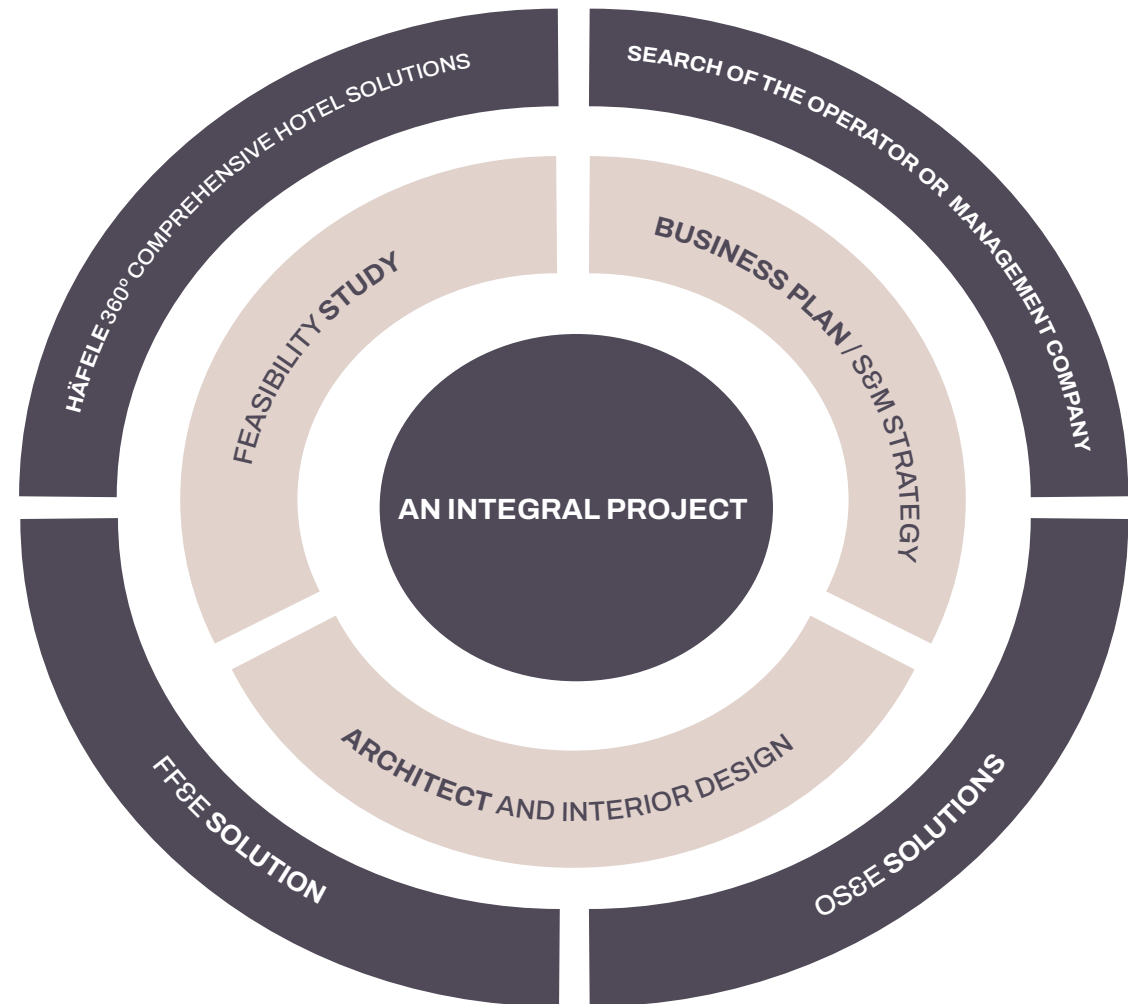 HÄFELE 360º COMPREHENSIVE HOTEL SOLUTIONS
SEARCH OF THE OPERATOR OR MANAGEMENT COMPANY
FEASIBILITY STUDY
BUSINESS PLAN / S&M STRATEGY
AN INTEGRAL PROJECT
ARCHITECT AND INTERIOR DESIGN
FF&E SOLUTION
OS&E SOLUTIONS